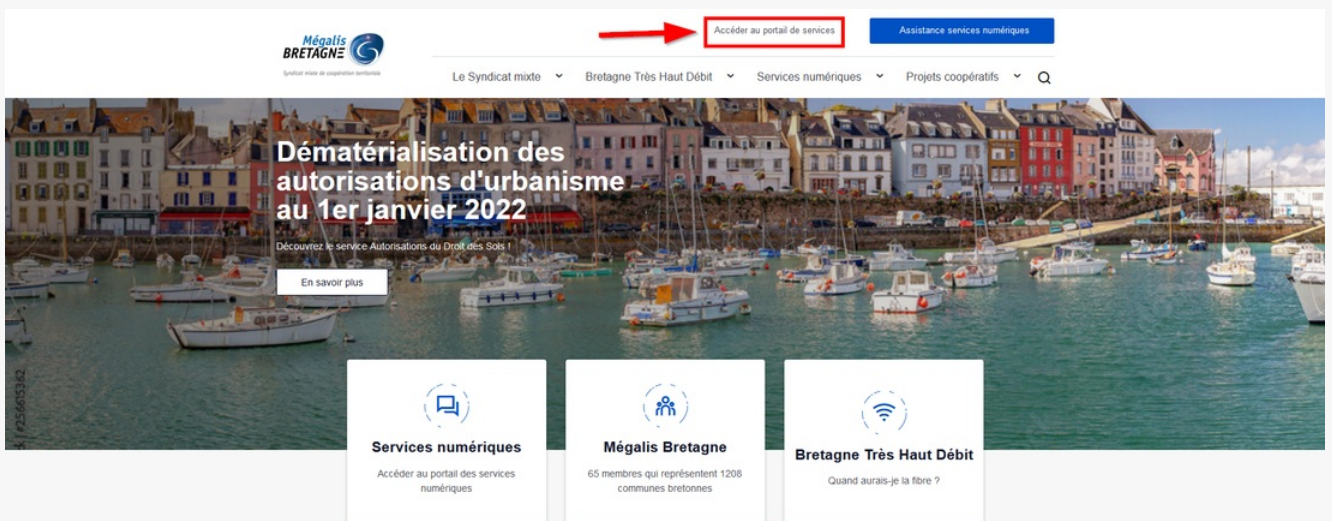 Accéder au portail de services
Assistance services numériques
Mégalis
BRETAGNE
Syndicat mixte de coopération territoriale
Le Syndicat mixte
Bretagne Très Haut Débit
Services numériques
Projets coopératifs
Dématérialisation des
autorisations d'urbanisme
au 1er janvier 2022
Découvrez le service Autorisations du Droit des Sols !
En savoir plus
#256615362
Services numériques
Accéder au portail des services
numériques
Mégalis Bretagne
65 membres qui représentent 1208
communes bretonnes
Bretagne Très Haut Débit
Quand aurais-je la fibre ?